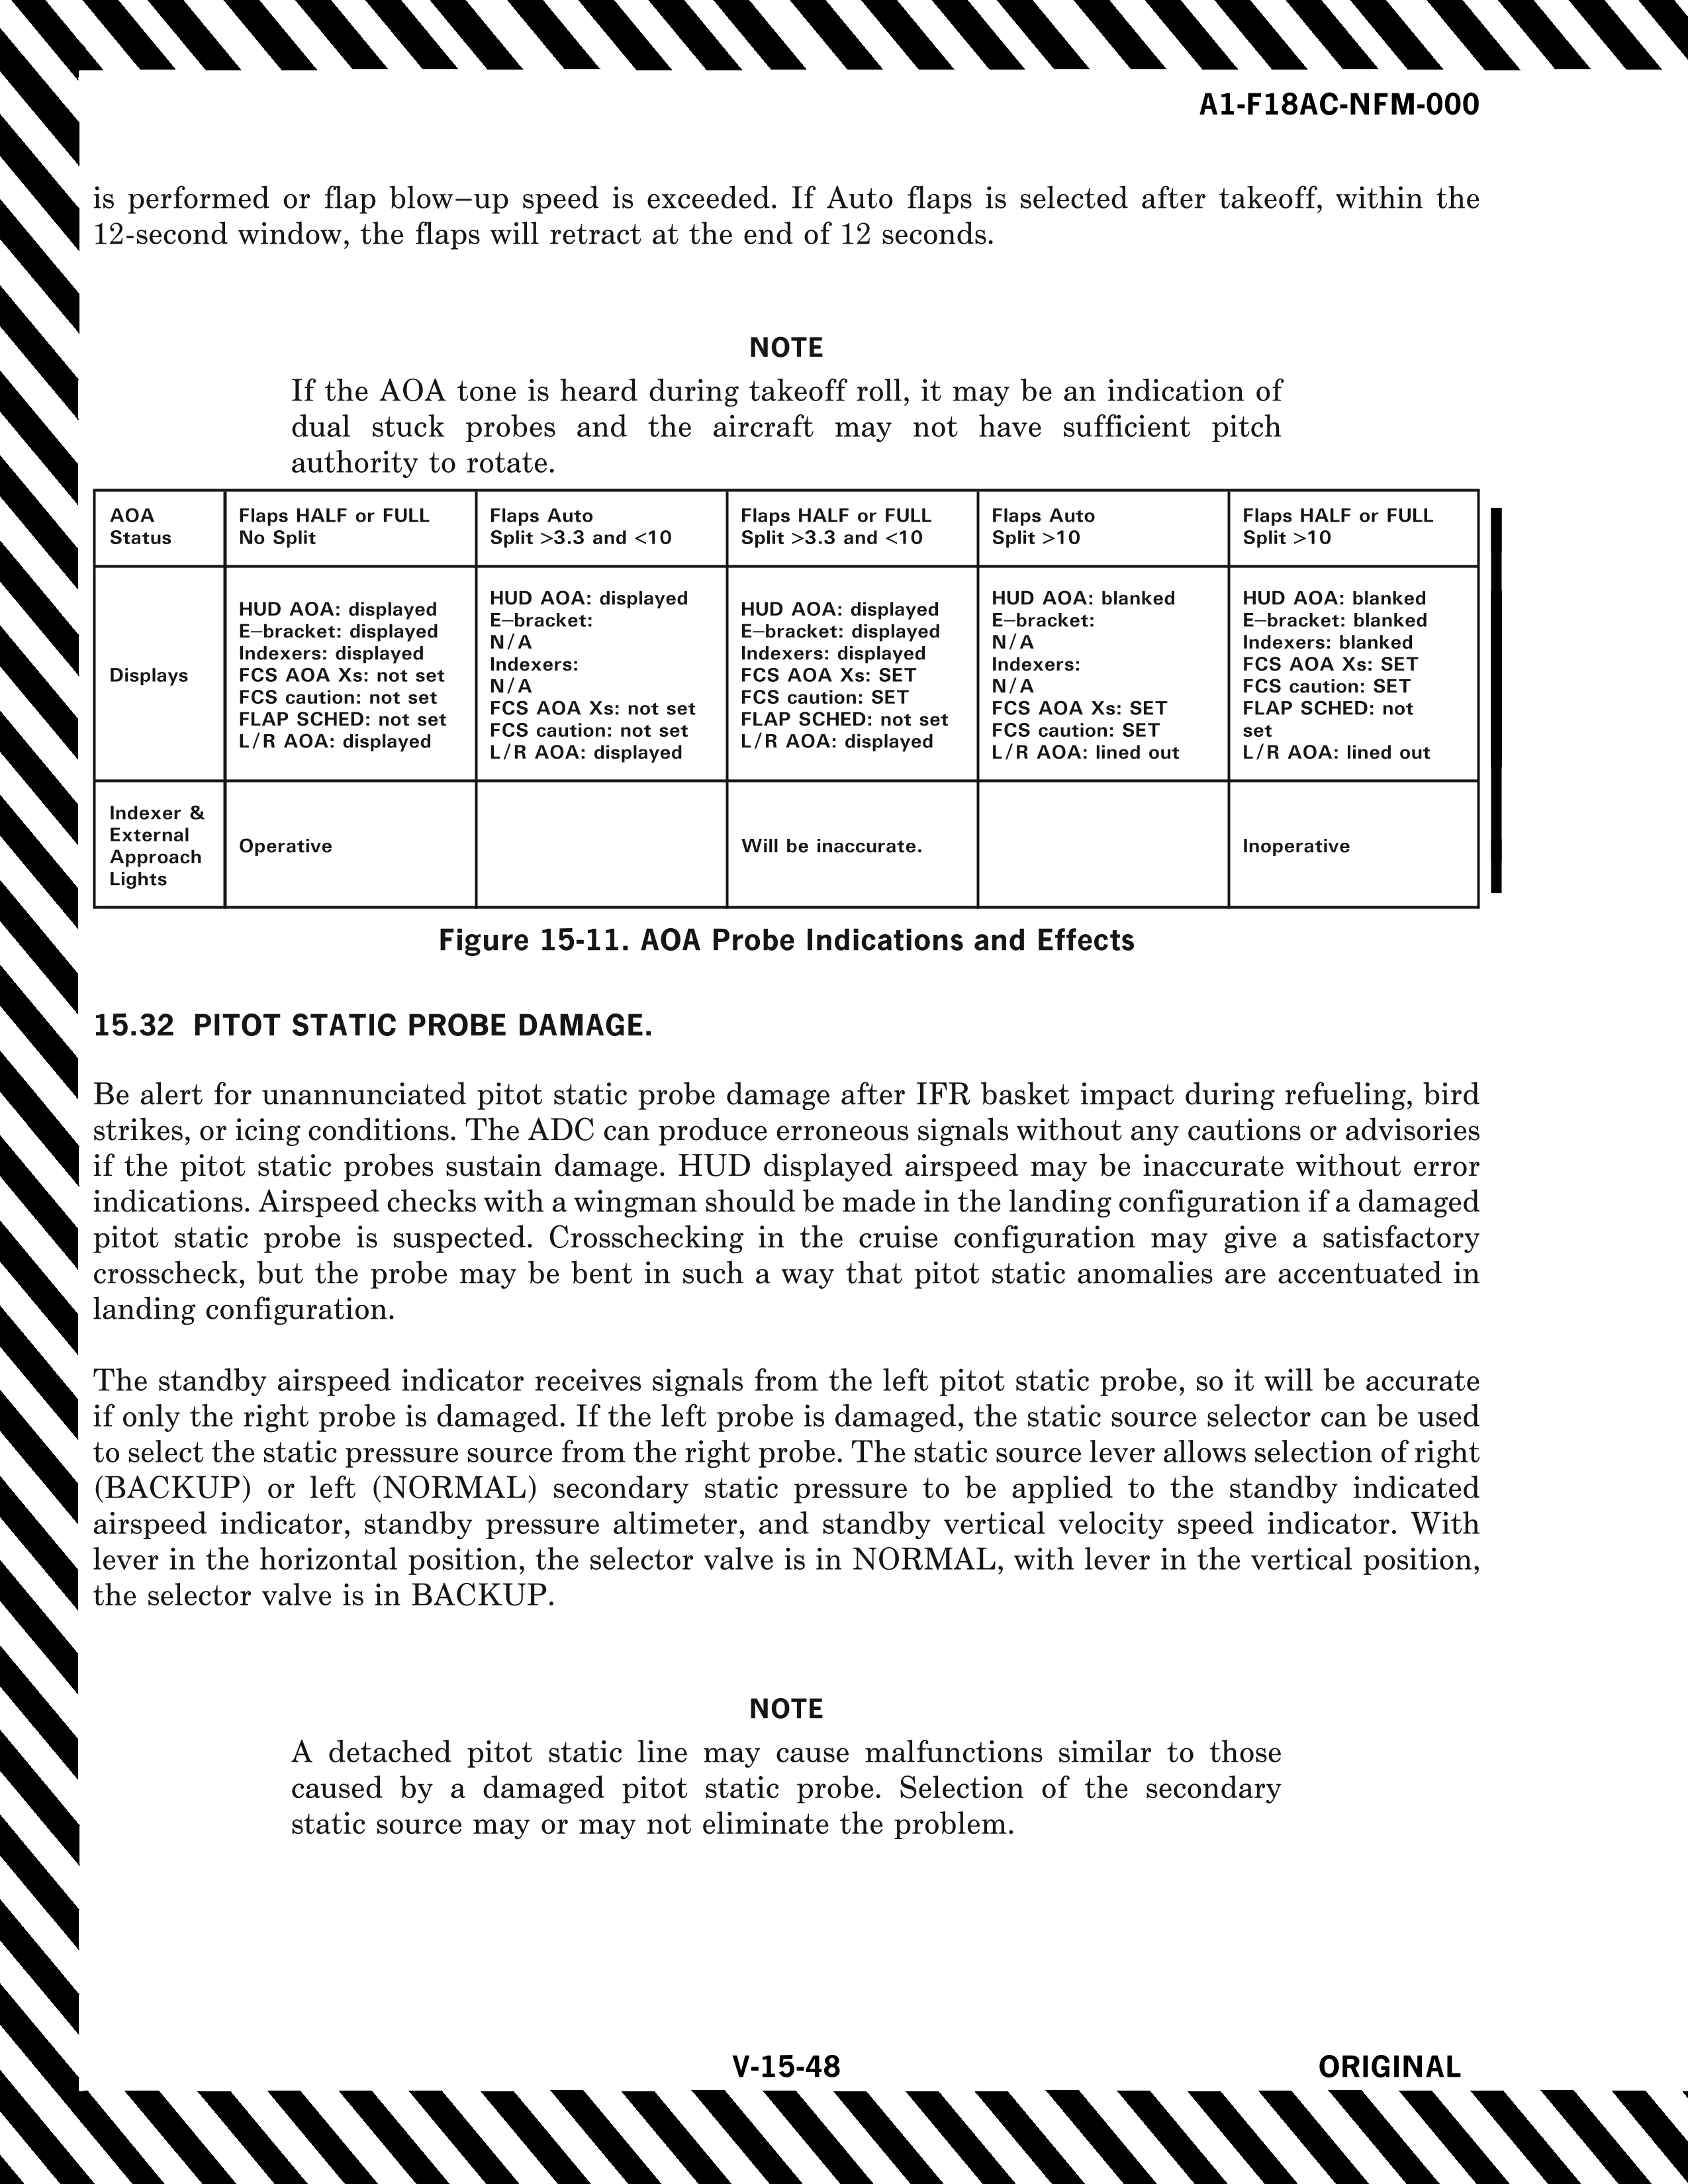 A1-F18AC-NFM-000
is performed or flap blow−up speed is exceeded. If Auto flaps is selected after takeoff, within the
12-second window, the flaps will retract at the end of 12 seconds.
NOTE
If the AOA tone is heard during takeoff roll, it may be an indication of
dual stuck probes and the aircraft may not have sufficient pitch
authority to rotate.
AOA
Status
Flaps HALF or FULL
No Split
Flaps Auto
Split >3.3 and <10
Flaps HALF or FULL
Split >3.3 and <10
Flaps Auto
Split >10
Flaps HALF or FULL
Split >10
Displays
HUD AOA: displayed
E−bracket: displayed
Indexers: displayed
FCS AOA Xs: not set
FCS caution: not set
FLAP SCHED: not set
L/R AOA: displayed
HUD AOA: displayed
E−bracket:
N/A
Indexers:
N/A
FCS AOA Xs: not set
FCS caution: not set
L/R AOA: displayed
HUD AOA: displayed
E−bracket: displayed
Indexers: displayed
FCS AOA Xs: SET
FCS caution: SET
FLAP SCHED: not set
L/R AOA: displayed
HUD AOA: blanked
E−bracket:
N/A
Indexers:
N/A
FCS AOA Xs: SET
FCS caution: SET
L/R AOA: lined out
HUD AOA: blanked
E−bracket: blanked
Indexers: blanked
FCS AOA Xs: SET
FCS caution: SET
FLAP SCHED: not
set
L/R AOA: lined out
Indexer &
External
Approach
Lights
Operative
Will be inaccurate.
Inoperative
Figure 15-11. AOA Probe Indications and Effects
15.32 PITOT STATIC PROBE DAMAGE.
Be alert for unannunciated pitot static probe damage after IFR basket impact during refueling, bird
strikes, or icing conditions. The ADC can produce erroneous signals without any cautions or advisories
if the pitot static probes sustain damage. HUD displayed airspeed may be inaccurate without error
indications. Airspeed checks with a wingman should be made in the landing configuration if a damaged
pitot static probe is suspected. Crosschecking in the cruise configuration may give a satisfactory
crosscheck, but the probe may be bent in such a way that pitot static anomalies are accentuated in
landing configuration.
The standby airspeed indicator receives signals from the left pitot static probe, so it will be accurate
if only the right probe is damaged. If the left probe is damaged, the static source selector can be used
to select the static pressure source from the right probe. The static source lever allows selection of right
(BACKUP) or left (NORMAL) secondary static pressure to be applied to the standby indicated
airspeed indicator, standby pressure altimeter, and standby vertical velocity speed indicator. With
lever in the horizontal position, the selector valve is in NORMAL, with lever in the vertical position,
the selector valve is in BACKUP.
NOTE
A detached pitot static line may cause malfunctions similar to those
caused by a damaged pitot static probe. Selection of the secondary
static source may or may not eliminate the problem.
V-15-48
ORIGINAL